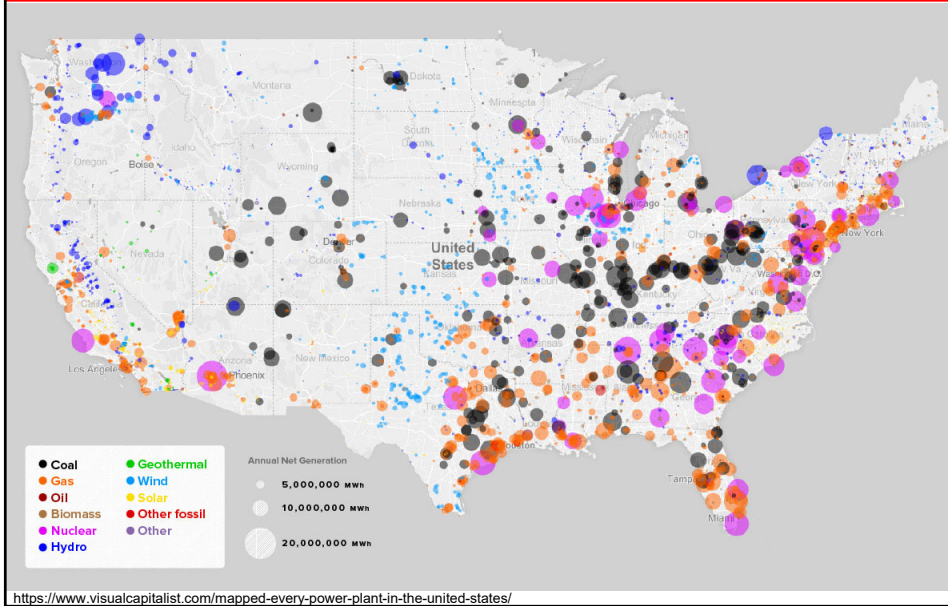 Washington
Montana
Dakota
Minnesota
Maine
Oregon
Idaho
Boise
South
Dakota
Wisconsin
Michigan
Wyoming
New York
Nebraska
Chicago
Nevada
Denver
Colorado
United
States
Kansas
Missouri
Ohio
New York
Washington D.C.
Kentucky
Los Angeles
Arizona
Phoenix
New Mexico
Dallas
Texas
Georgia
Houston
Tampa
Miami
Coal
Gas
Oil
Biomass
Nuclear
Hydro
Geothermal
Wind
Solar
Other fossil
Other
Annual Net Generation
5,000,000 MWh
10,000,000 MWh
20,000,000 MWh
https://www.visualcapitalist.com/mapped-every-power-plant-in-the-united-states/